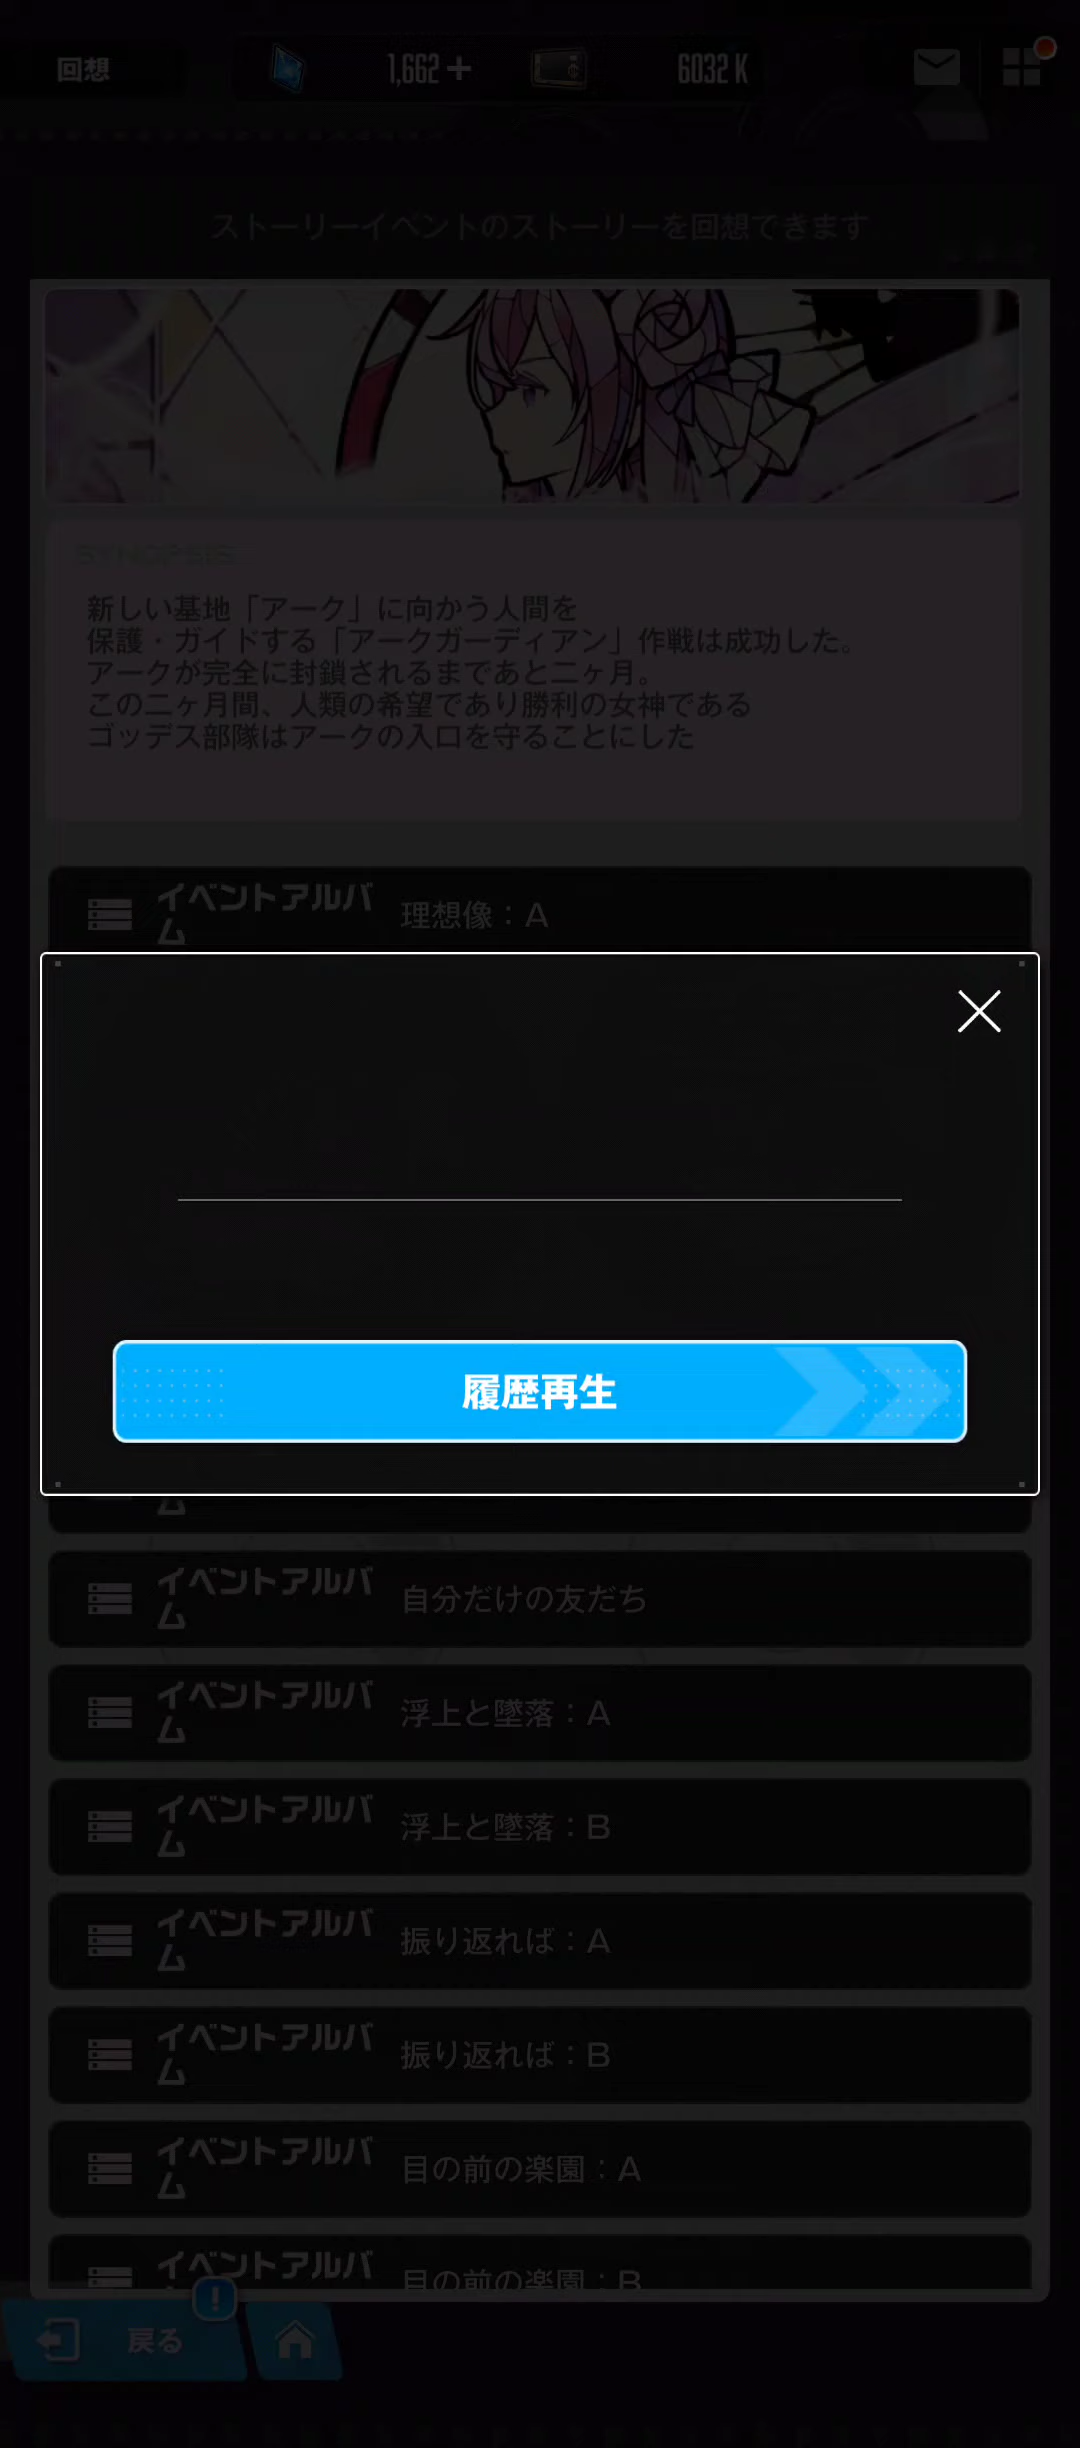 回想
1,662 +
6032 K
ストーリーイベントのストーリーを回想できます
SYNOPSIS
新しい基地「アーク」に向かう人間を
保護・ガイドする「アークガーディアン」作戦は成功した。
アークが完全に封鎖されるまであと二ヶ月。
この二ヶ月間、人類の希望であり勝利の女神である
ゴッデス部隊はアークの入口を守ることにした
イベントアルバ
ム
理想像：A
履歴再生
ム
イベントアルバ
ム
自分だけの友だち
イベントアルバ
ム
浮上と墜落：A
イベントアルバ
ム
浮上と墜落：B
イベントアルバ
ム
振り返れば：A
イベントアルバ
ム
振り返れば：B
イベントアルバ
ム
目の前の楽園：A
イベントアルバ
目の前の楽園：B
!
戻る